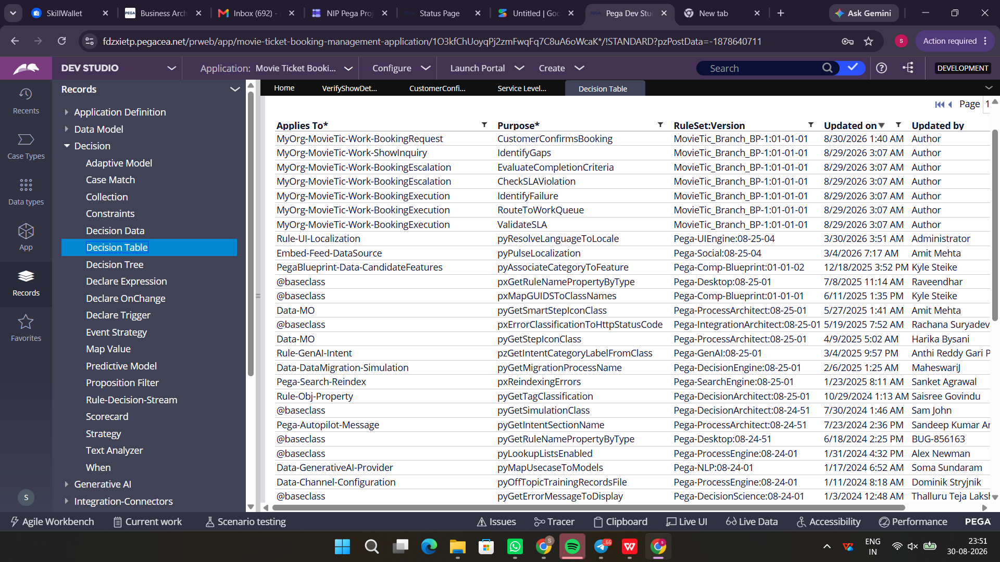 SkillWallet
PEGA
Business Arch
Inbox (692) -
NIP Pega Proj
Status Page
Untitled | Goo
Pega Dev Stu
New tab
Ask Gemini
fdzxietp.pegacea.net/prweb/app/movie-ticket-booking-management-application/1O3kfChUoyqPj2zmFwqFq7C8uA6oWcaK*/!STANDARD?pzPostData=-1878640711
S
Action required
DEV STUDIO
Application: Movie Ticket Booki...
Configure
Launch Portal
Create
Search
DEVELOPMENT
Recents
Case Types
Data types
App
Records
Favorites
S
Records
Application Definition
Data Model
Decision
Adaptive Model
Case Match
Collection
Constraints
Decision Data
Decision Table
Decision Tree
Declare Expression
Declare OnChange
Declare Trigger
Event Strategy
Map Value
Predictive Model
Proposition Filter
Rule-Decision-Stream
Scorecard
Strategy
Text Analyzer
When
Generative AI
Integration-Connectors
Home
VerifyShowDet...
CustomerConfi...
Service Level...
Decision Table
Page 1
Applies To* Purpose* RuleSet:Version Updated on Updated by
MyOrg-MovieTic-Work-BookingRequest CustomerConfirmsBooking MovieTic_Branch_BP-1:01-01-01 8/30/2026 1:40 AM Author
MyOrg-MovieTic-Work-ShowInquiry IdentifyGaps MovieTic_Branch_BP-1:01-01-01 8/29/2026 3:07 AM Author
MyOrg-MovieTic-Work-BookingEscalation EvaluateCompletionCriteria MovieTic_Branch_BP-1:01-01-01 8/29/2026 3:07 AM Author
MyOrg-MovieTic-Work-BookingEscalation CheckSLAViolation MovieTic_Branch_BP-1:01-01-01 8/29/2026 3:07 AM Author
MyOrg-MovieTic-Work-BookingExecution IdentifyFailure MovieTic_Branch_BP-1:01-01-01 8/29/2026 3:07 AM Author
MyOrg-MovieTic-Work-BookingExecution RouteToWorkQueue MovieTic_Branch_BP-1:01-01-01 8/29/2026 3:07 AM Author
MyOrg-MovieTic-Work-BookingExecution ValidateSLA MovieTic_Branch_BP-1:01-01-01 8/29/2026 3:07 AM Author
Rule-UI-Localization pyResolveLanguageToLocale Pega-UIEngine:08-25-04 3/30/2026 3:51 AM Administrator
Embed-Feed-DataSource pyPulseLocalization Pega-Social:08-25-04 3/4/2026 7:17 AM Amit Mehta
PegaBlueprint-Data-CandidateFeatures pyAssociateCategoryToFeature Pega-Comp-Blueprint:01-01-02 12/18/2025 3:52 PM Kyle Steike
@baseclass pxGetRuleNamePropertyByType Pega-Desktop:08-25-01 7/8/2025 11:14 AM Raveendhar
@baseclass pxMapGUIDSToClassNames Pega-Comp-Blueprint:01-01-01 6/11/2025 1:35 PM Kyle Steike
Data-MO pyGetSmartStepIconClass Pega-ProcessArchitect:08-25-01 5/27/2025 1:41 AM Amit Mehta
@baseclass pxErrorClassificationToHttpStatusCode Pega-IntegrationArchitect:08-25-01 5/19/2025 7:52 AM Rachana Suryadev
Data-MO pyGetStepIconClass Pega-ProcessArchitect:08-25-01 4/9/2025 5:02 AM Harika Bysani
Rule-GenAI-Intent pzGetIntentCategoryLabelFromClass Pega-GenAI:08-25-01 3/4/2025 9:57 PM Anthi Reddy Gari P
Data-DataMigration-Simulation pyGetMigrationProcessName Pega-DecisionEngine:08-25-01 2/6/2025 1:25 AM MaheswariJ
Pega-Search-Reindex pxReindexingErrors Pega-SearchEngine:08-25-01 1/23/2025 8:11 AM Sanket Agrawal
Rule-Obj-Property pyGetTagClassification Pega-DecisionArchitect:08-25-01 10/29/2024 1:13 AM Saisree Govindu
@baseclass pyGetSimulationClass Pega-DecisionArchitect:08-24-51 7/30/2024 1:46 AM Sam John
Pega-Autopilot-Message pyGetIntentSectionName Pega-ProcessArchitect:08-24-51 7/23/2024 2:36 PM Sandeep Kumar Ar
@baseclass pyGetRuleNamePropertyByType Pega-Desktop:08-24-51 6/18/2024 2:25 PM BUG-856163
@baseclass pyLookupListsEnabled Pega-ProcessEngine:08-24-01 1/31/2024 4:32 PM Alex Newman
Data-GenerativeAI-Provider pyMapUsecaseToModels Pega-NLP:08-24-01 1/17/2024 6:52 AM Soma Sundaram
Data-Channel-Configuration pyOffTopicTrainingRecordsFile Pega-ProcessEngine:08-24-01 1/11/2024 8:18 AM Dominik Stryjnik
@baseclass pyGetErrorMessageToDisplay Pega-DecisionScience:08-24-01 1/3/2024 12:48 AM Thalluru Teja Laksh
Agile Workbench
Current work
Scenario testing
Issues
Tracer
Clipboard
Live UI
Live Data
Accessibility
Performance
PEGA
66
ENG
IN
23:51
30-08-2026